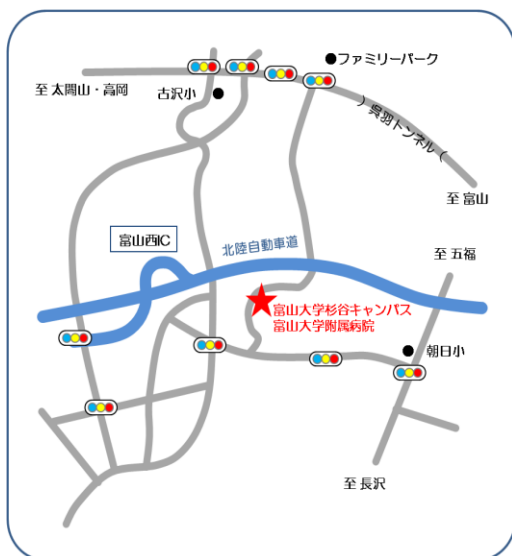 ファミリーパーク
至 太閤山・高岡
古沢小
呉羽トンネル
至 富山
富山西IC
北陸自動車道
至 五福
富山大学杉谷キャンパス
富山大学附属病院
朝日小
至 長沢